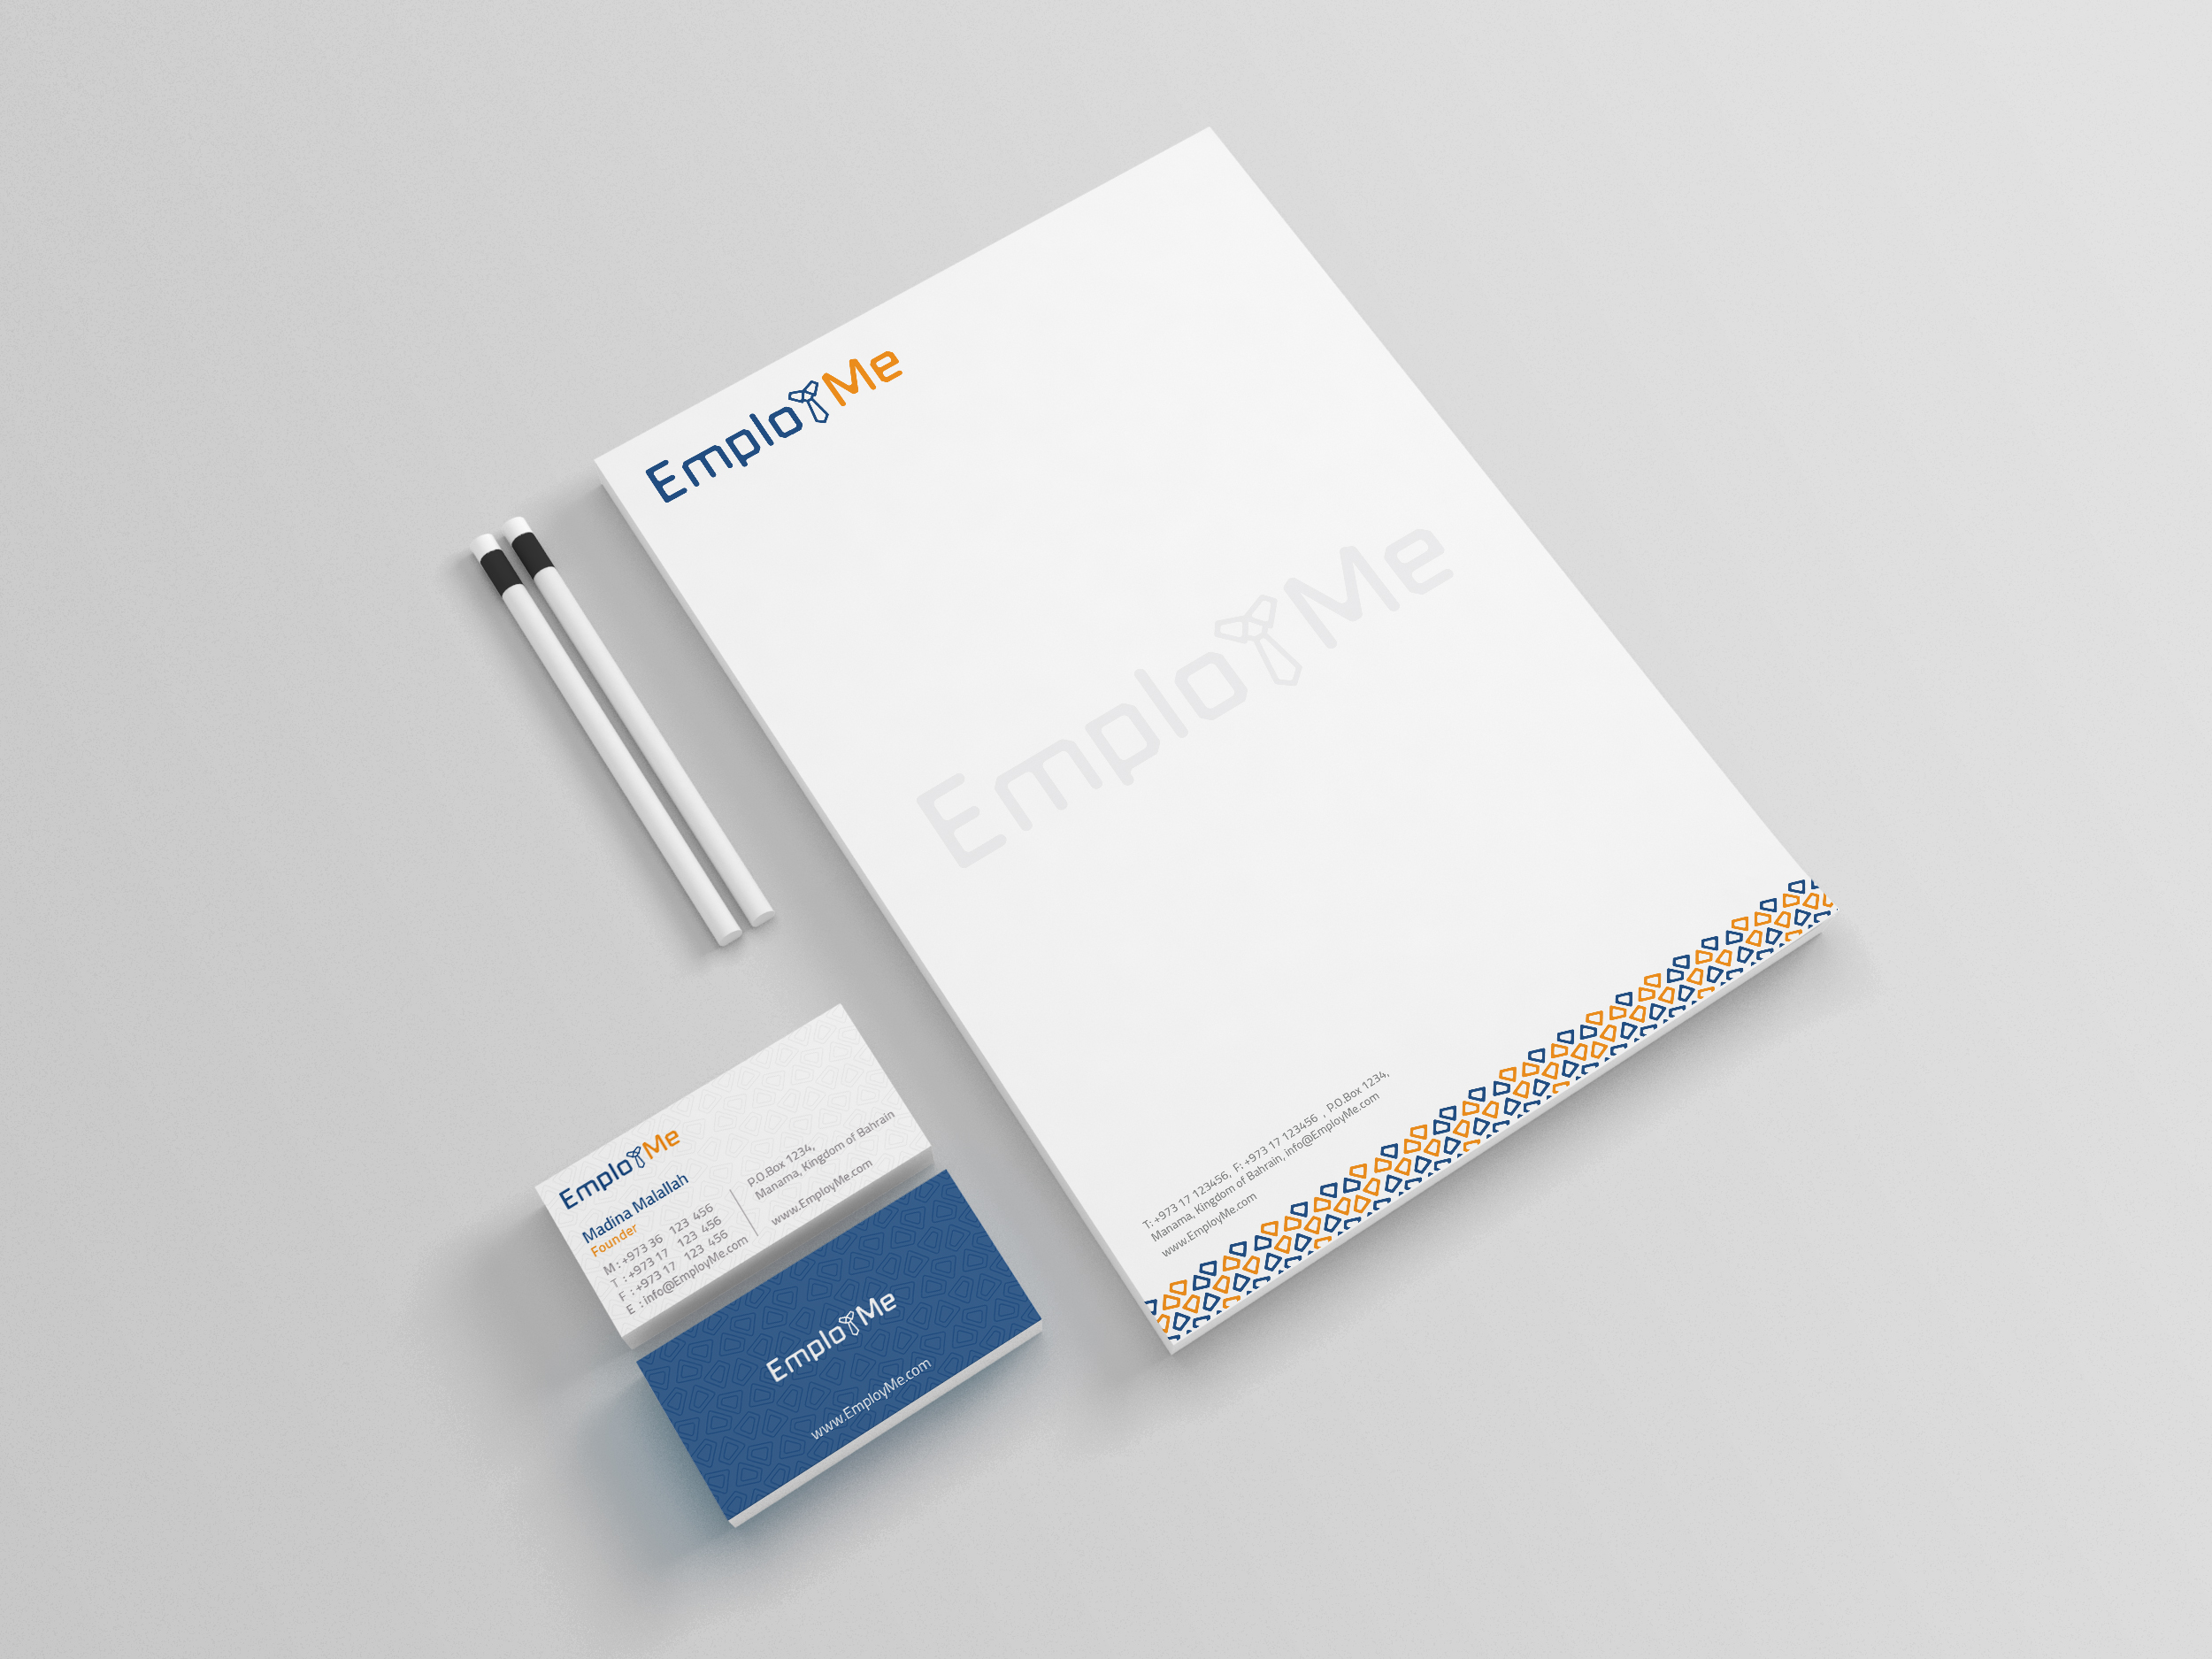 EmployMe
EmployMe
T: +973 17 123456, F: +973 17 123456 , P.O.Box 1234,
Manama, Kingdom of Bahrain, info@EmployMe.com
www.EmployMe.com
EmployMe
Madina Malallah
Founder
M : +973 36 123 456
T : +973 17 123 456
F : +973 17 123 456
E : info@EmployMe.com
P.O.Box 1234,
Manama, Kingdom of Bahrain
www.EmployMe.com
EmployMe
www.EmployMe.com